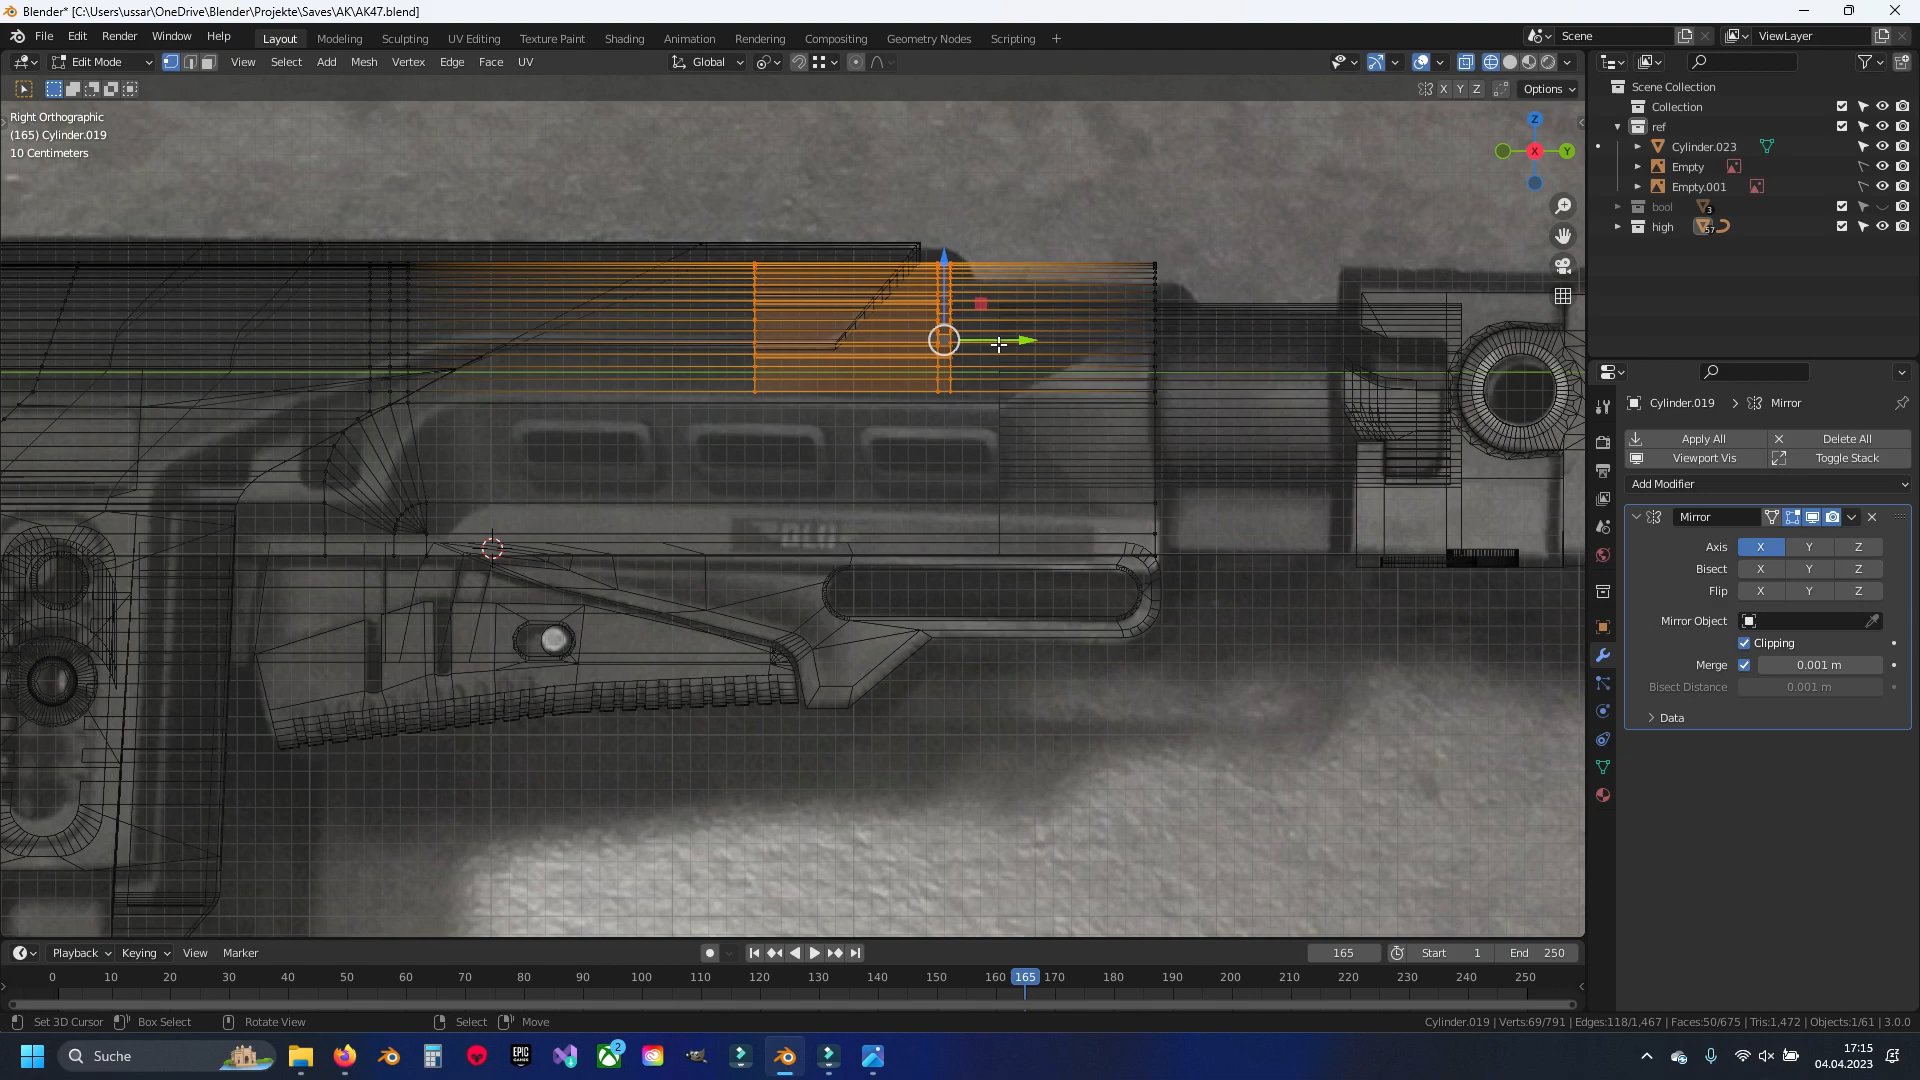 Blender* [C:\Users\ussar\OneDrive\Blender\Projekte\Saves\AK\AK47.blend]
File Edit Render Window Help Layout Modeling Sculpting UV Editing Texture Paint Shading Animation Rendering Compositing Geometry Nodes Scripting + Scene ViewLayer
Edit Mode View Select Add Mesh Vertex Edge Face UV Global
X Y Z Options
Right Orthographic
(165) Cylinder.019
10 Centimeters
Z
X
Y
Scene Collection
Collection
ref
Cylinder.023
Empty
Empty.001
bool 3
high 57
Cylinder.019 > Mirror
Apply All Delete All
Viewport Vis Toggle Stack
Add Modifier
Mirror
Axis X Y Z
Bisect X Y Z
Flip X Y Z
Mirror Object
Clipping
Merge 0.001 m
Bisect Distance 0.001 m
Data
Playback Keying View Marker 165 Start 1 End 250
0 10 20 30 40 50 60 70 80 90 100 110 120 130 140 150 160 165 170 180 190 200 210 220 230 240 250
Set 3D Cursor Box Select Rotate View Select Move Cylinder.019 | Verts:69/791 | Edges:118/1,467 | Faces:50/675 | Tris:1,472 | Objects:1/61 | 3.0.0
Suche EPIC GAMES 2 17:15
04.04.2023